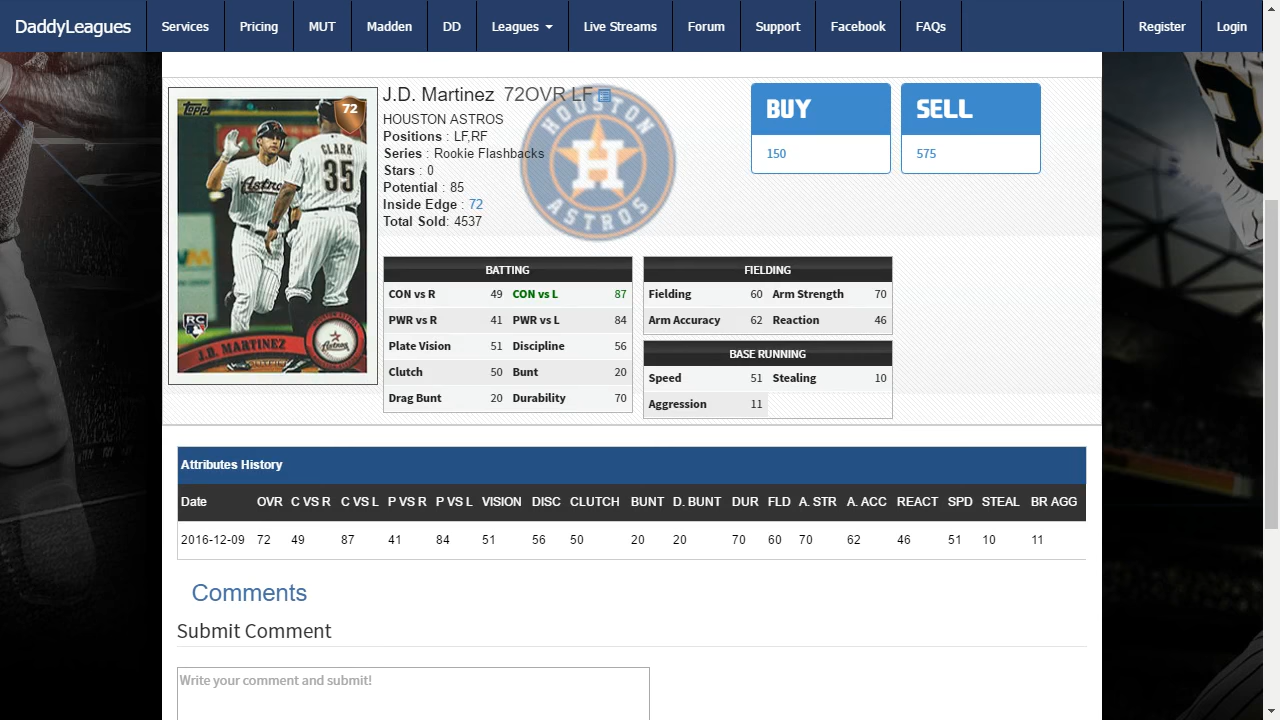 DaddyLeagues Services Pricing MUT Madden DD Leagues Live Streams Forum Support Facebook FAQs Register Login
topps
72
CLARK
35
Astros
RC
J.D. MARTINEZ
Astros
J.D. Martinez 72OVR LF
HOUSTON ASTROS
Positions : LF,RF
Series : Rookie Flashbacks
Stars : 0
Potential : 85
Inside Edge : 72
Total Sold: 4537
HOUSTON
H
ASTROS
BUY
150
SELL
575
BATTING
CON vs R 49 CON vs L 87
PWR vs R 41 PWR vs L 84
Plate Vision 51 Discipline 56
Clutch 50 Bunt 20
Drag Bunt 20 Durability 70
FIELDING
Fielding 60 Arm Strength 70
Arm Accuracy 62 Reaction 46
BASE RUNNING
Speed 51 Stealing 10
Aggression 11
Attributes History
Date OVR C VS R C VS L P VS R P VS L VISION DISC CLUTCH BUNT D. BUNT DUR FLD A. STR A. ACC REACT SPD STEAL BR AGG
2016-12-09 72 49 87 41 84 51 56 50 20 20 70 60 70 62 46 51 10 11
Comments
Submit Comment
Write your comment and submit!